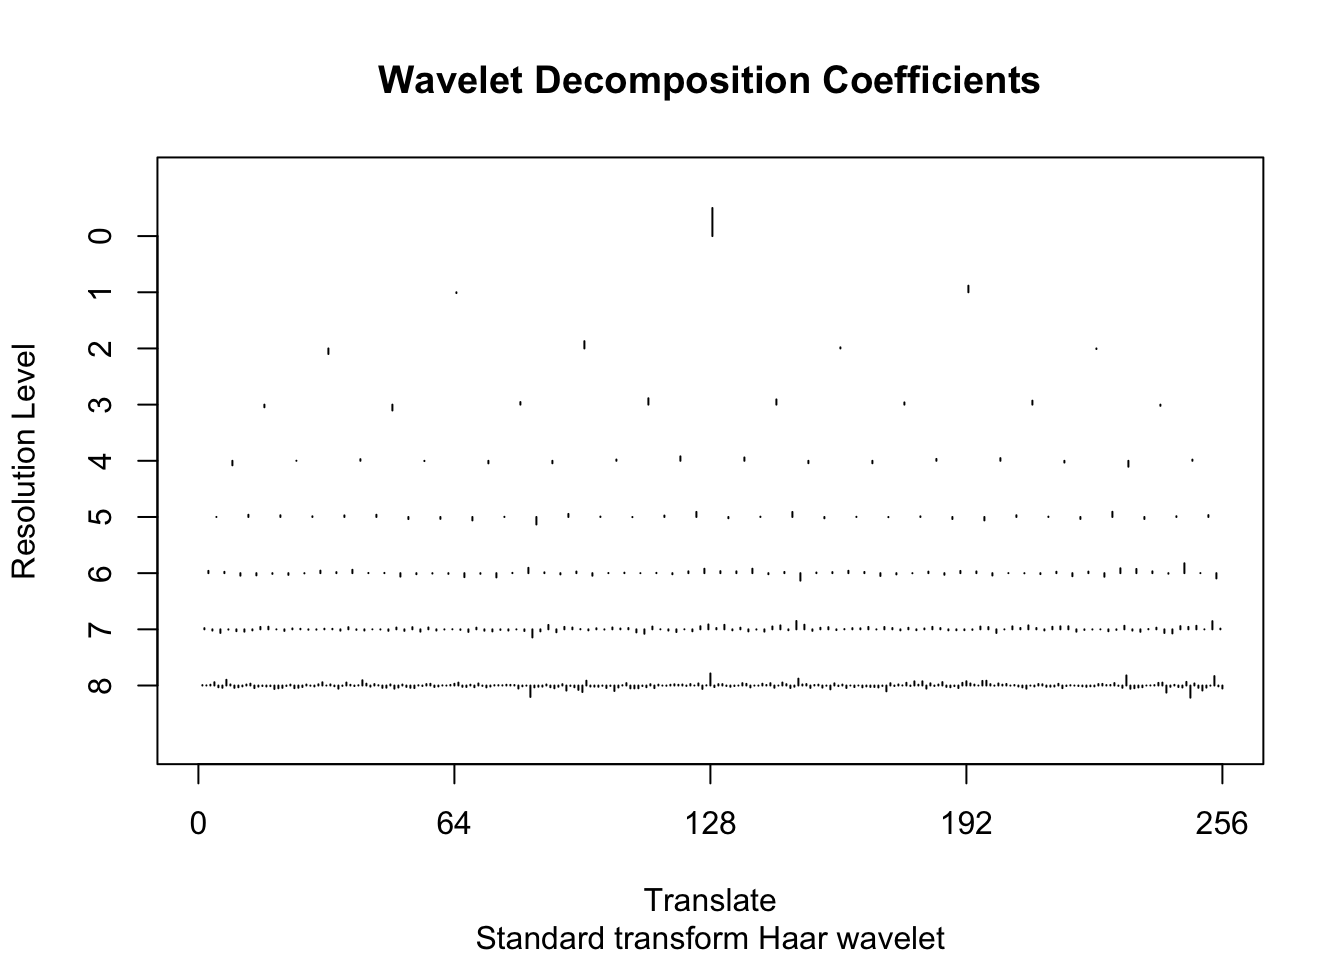 Wavelet Decomposition Coefficients
Resolution Level
0
1
2
3
4
5
6
7
8
0 64 128 192 256
Translate
Standard transform Haar wavelet